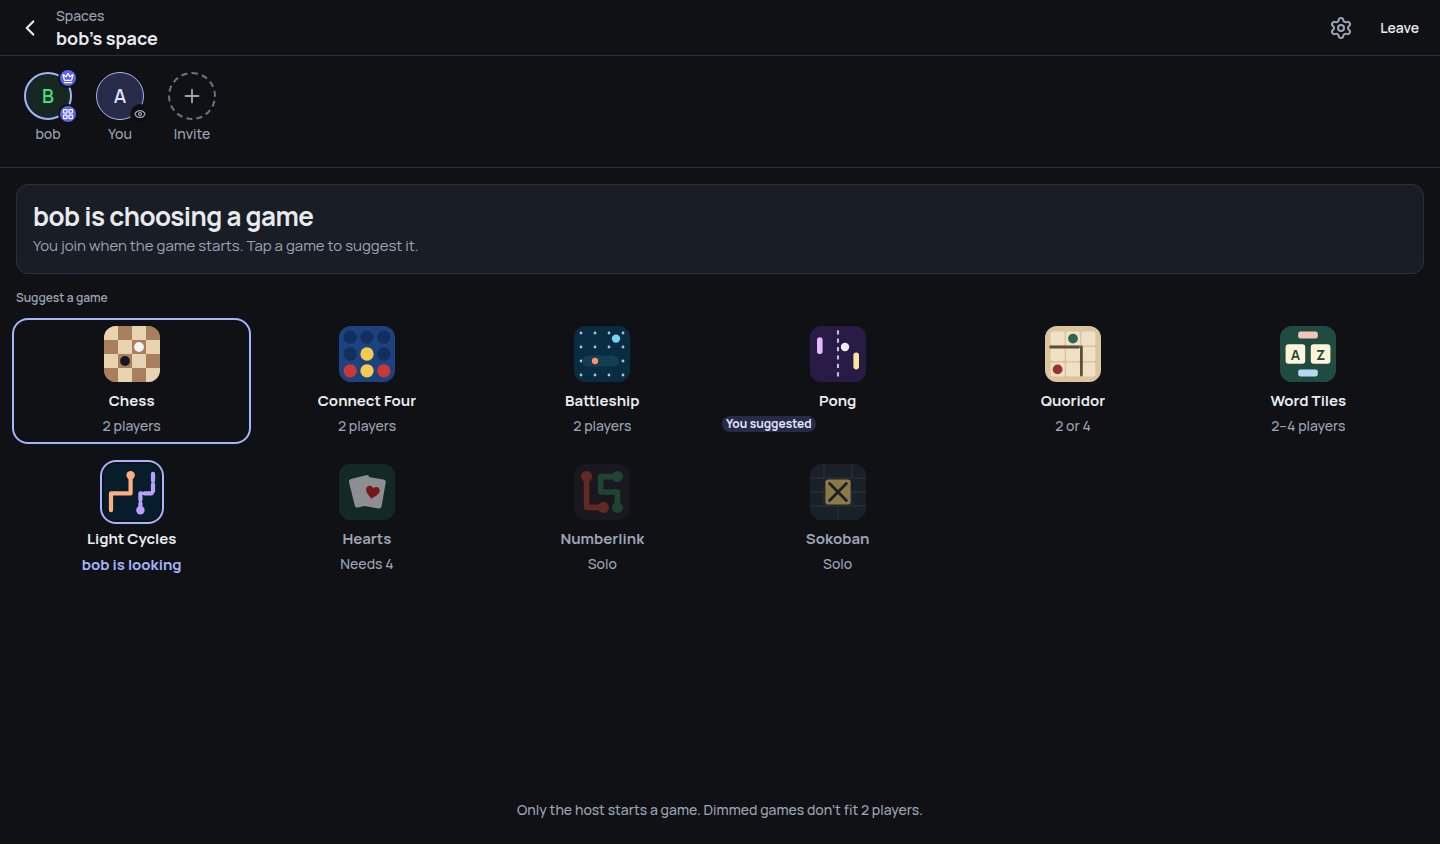 Spaces
bob's space
Leave
B
A
bob
You
Invite
bob is choosing a game
You join when the game starts. Tap a game to suggest it.
Suggest a game
A Z
Chess
Connect Four
Battleship
Pong
Quoridor
Word Tiles
2 players
2 players
2 players
You suggested
2 or 4
2–4 players
Light Cycles
Hearts
Numberlink
Sokoban
bob is looking
Needs 4
Solo
Solo
Only the host starts a game. Dimmed games don't fit 2 players.